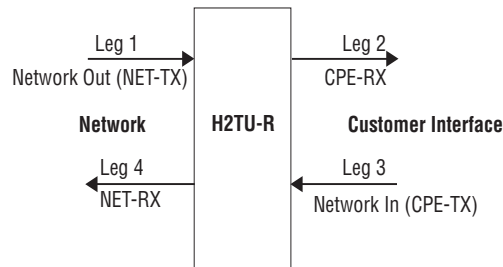 Leg 1
Network Out (NET-TX)
Leg 2
CPE-RX
Network
H2TU-R
Customer Interface
Leg 4
NET-RX
Leg 3
Network In (CPE-TX)